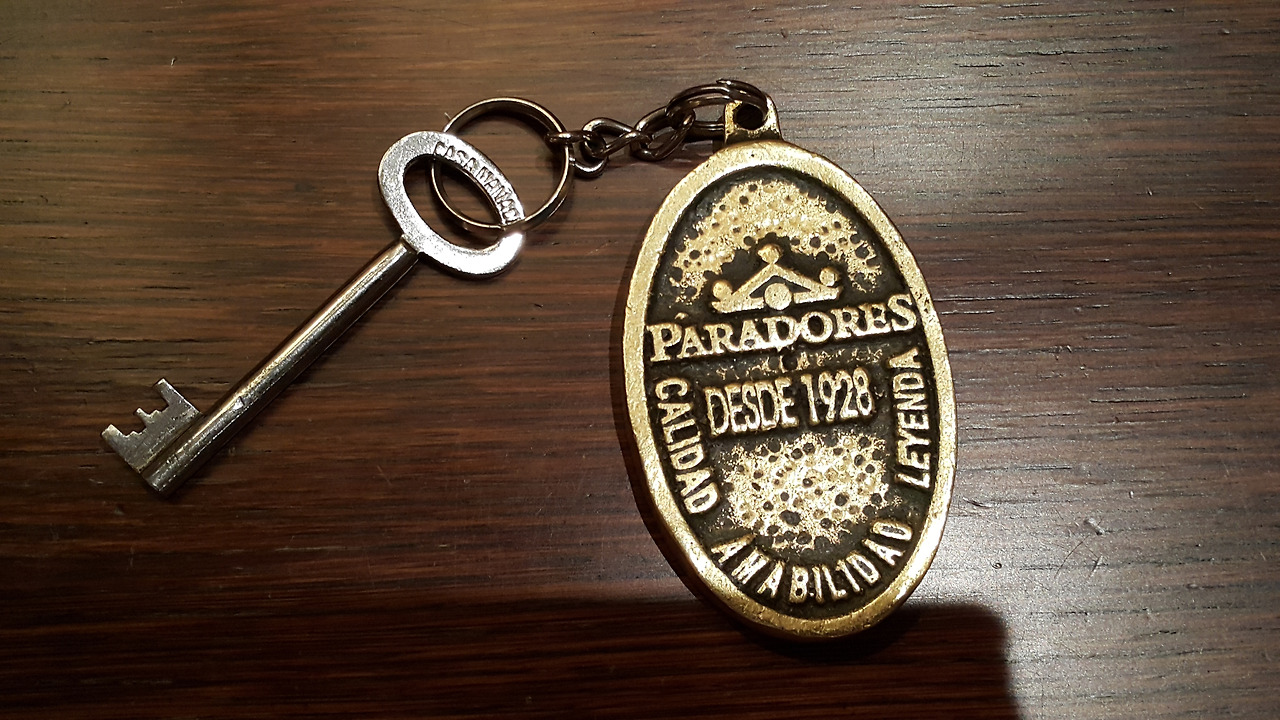 PARADORES
DESDE 1928
CALIDAD
AMABILIDAD
LEYENDA